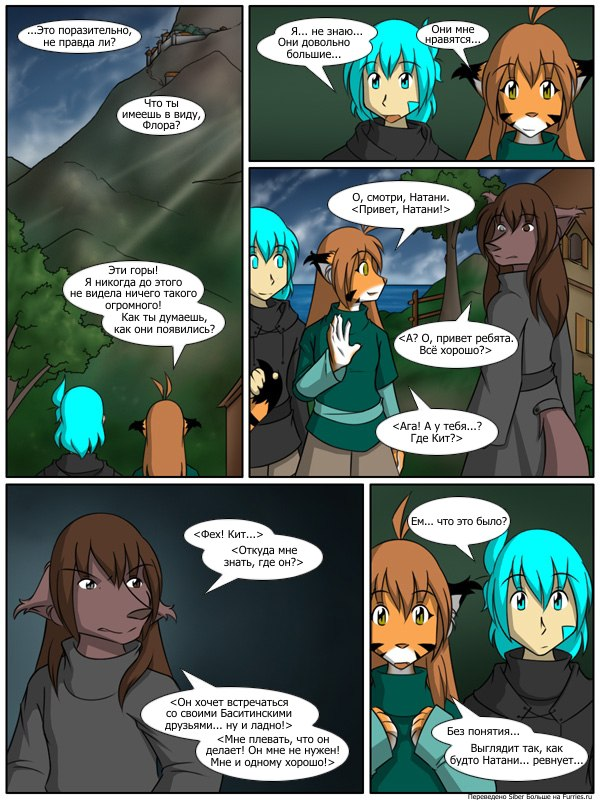 ...Это поразительно,
не правда ли?
Что ты
имеешь в виду,
Флора?
Эти горы!
Я никогда до этого
не видела ничего такого
огромного!
Как ты думаешь,
как они появились?
Я... не знаю...
Они довольно
большие...
Они мне
нравятся...
О, смотри, Натани.
<Привет, Натани!>
<А? О, привет ребята.
Всё хорошо?>
<Ага! А у тебя...?
Где Кит?>
<Фех! Кит...>
<Откуда мне
знать, где он?>
<Он хочет встречаться
со своими Баситинскими
друзьями... ну и ладно!>
<Мне плевать, что он
делает! Он мне не нужен!
Мне и одному хорошо!>
Ем... что это было?
Без понятия...
Выглядит так, как
будто Натани... ревнует...
Переведено Siber Больше на Furries.ru